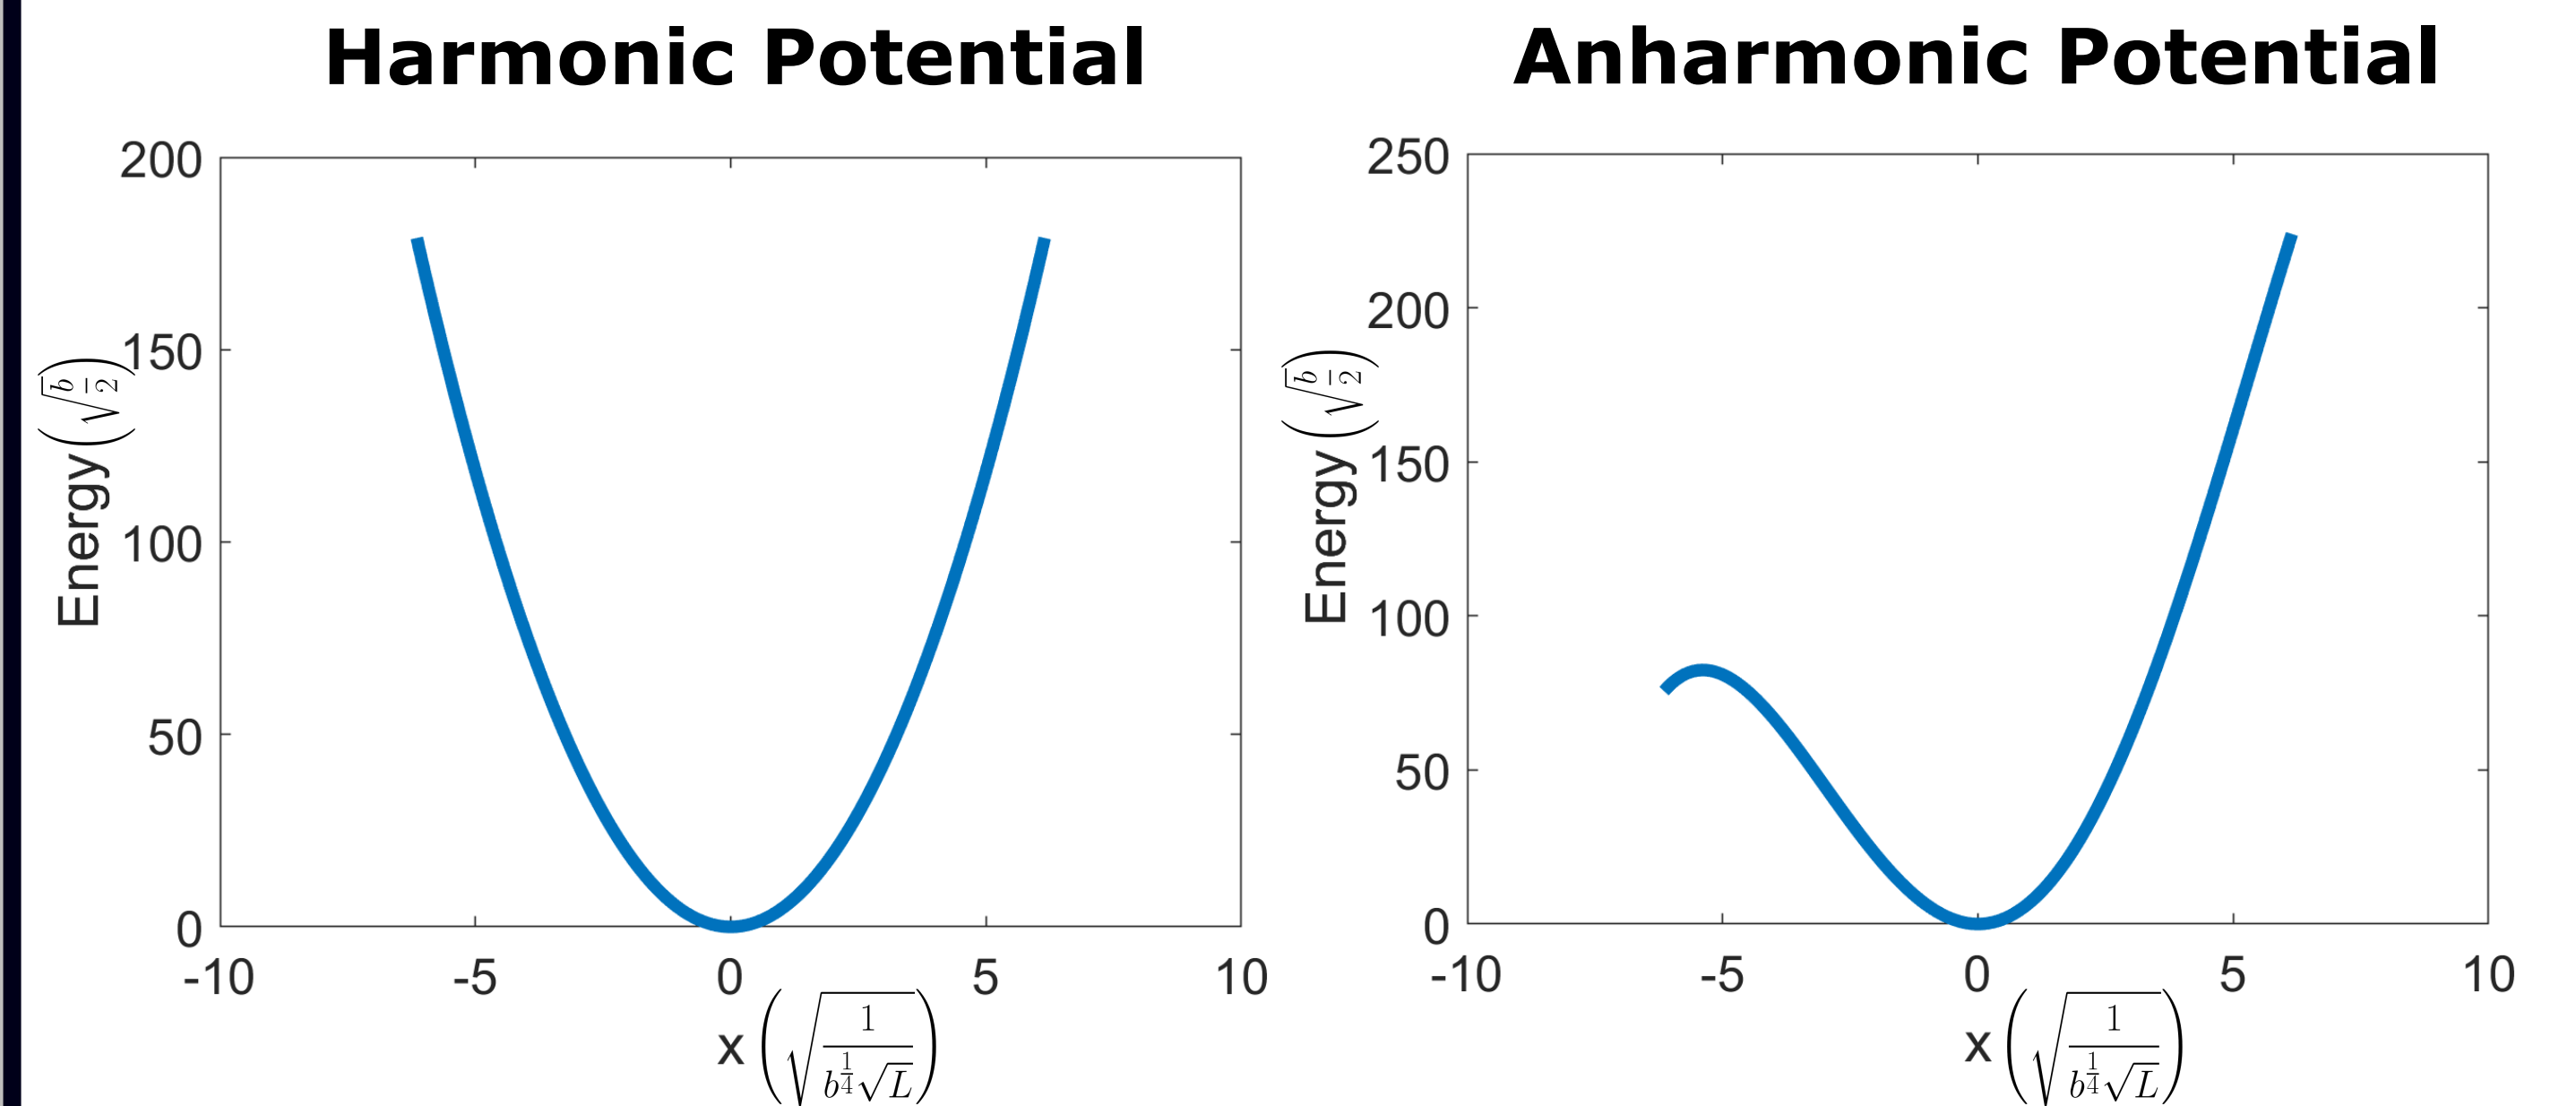 Harmonic Potential
200
150
100
50
0
-10 -5 0 5 10
Energy (√(b/2))
x (√(1/(b^(1/4)√L)))
Anharmonic Potential
250
200
150
100
50
0
-10 -5 0 5 10
Energy (√(b/2))
x (√(1/(b^(1/4)√L)))